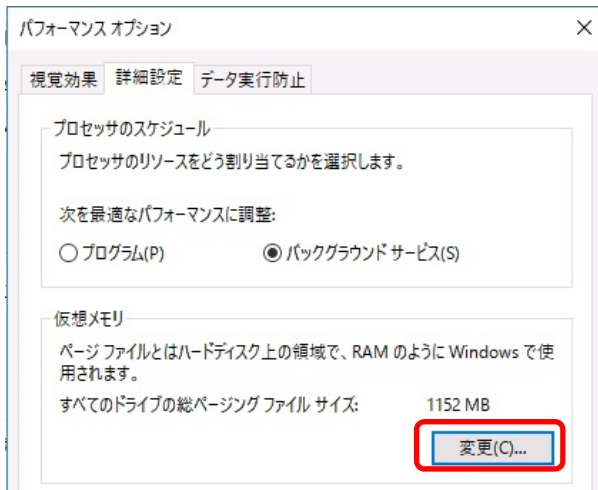 パフォーマンス オプション
視覚効果 詳細設定 データ実行防止
プロセッサのスケジュール
プロセッサのリソースをどう割り当てるかを選択します。
次を最適なパフォーマンスに調整:
プログラム(P) バックグラウンド サービス(S)
仮想メモリ
ページ ファイルとはハードディスク上の領域で、RAM のように Windows で使
用されます。
すべてのドライブの総ページング ファイル サイズ: 1152 MB
変更(C)...